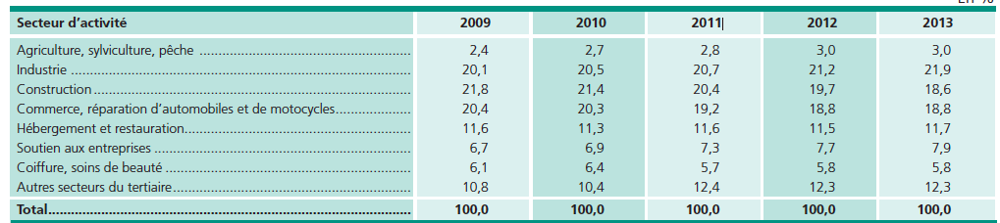 En %
Secteur d'activité 2009 2010 2011 2012 2013
Agriculture, sylviculture, pêche 2,4 2,7 2,8 3,0 3,0
Industrie 20,1 20,5 20,7 21,2 21,9
Construction 21,8 21,4 20,4 19,7 18,6
Commerce, réparation d'automobiles et de motocycles 20,4 20,3 19,2 18,8 18,8
Hébergement et restauration 11,6 11,3 11,6 11,5 11,7
Soutien aux entreprises 6,7 6,9 7,3 7,7 7,9
Coiffure, soins de beauté 6,1 6,4 5,7 5,8 5,8
Autres secteurs du tertiaire 10,8 10,4 12,4 12,3 12,3
Total 100,0 100,0 100,0 100,0 100,0